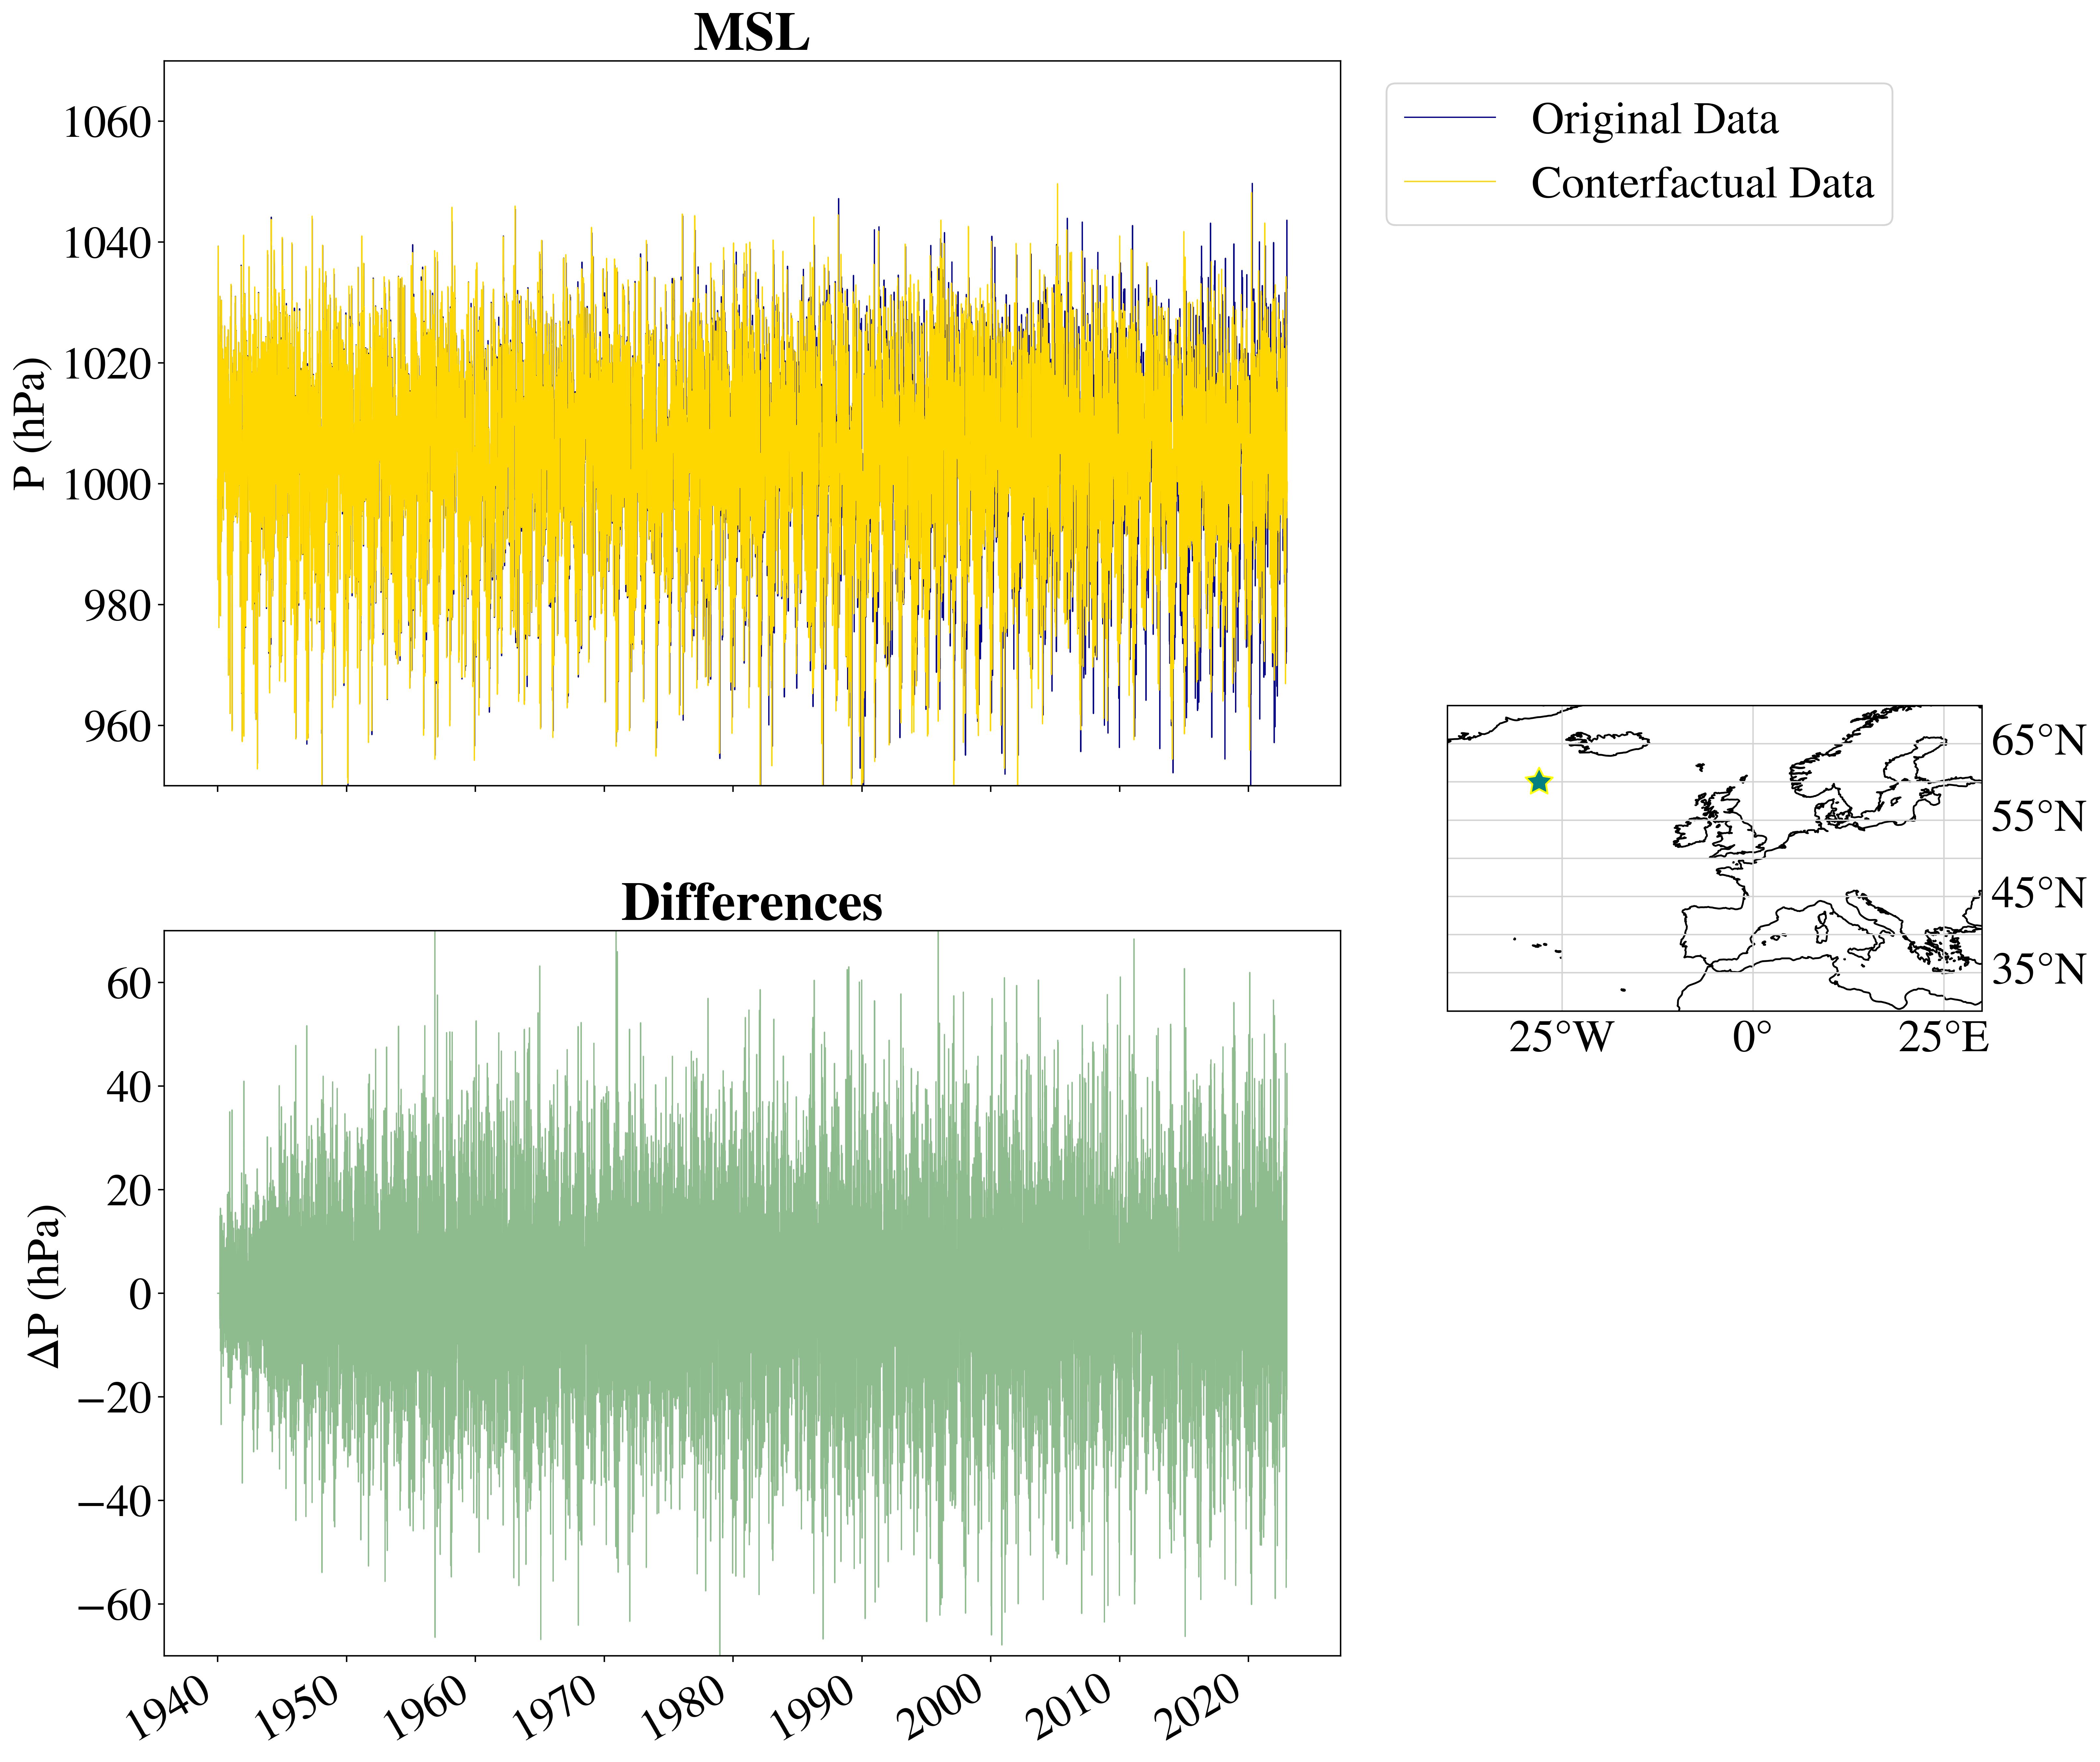 MSL
1060
1040
1020
1000
980
960
P (hPa)
Original Data
Conterfactual Data
65°N
55°N
45°N
35°N
25°W 0° 25°E
Differences
60
40
20
0
−20
−40
−60
ΔP (hPa)
1940 1950 1960 1970 1980 1990 2000 2010 2020